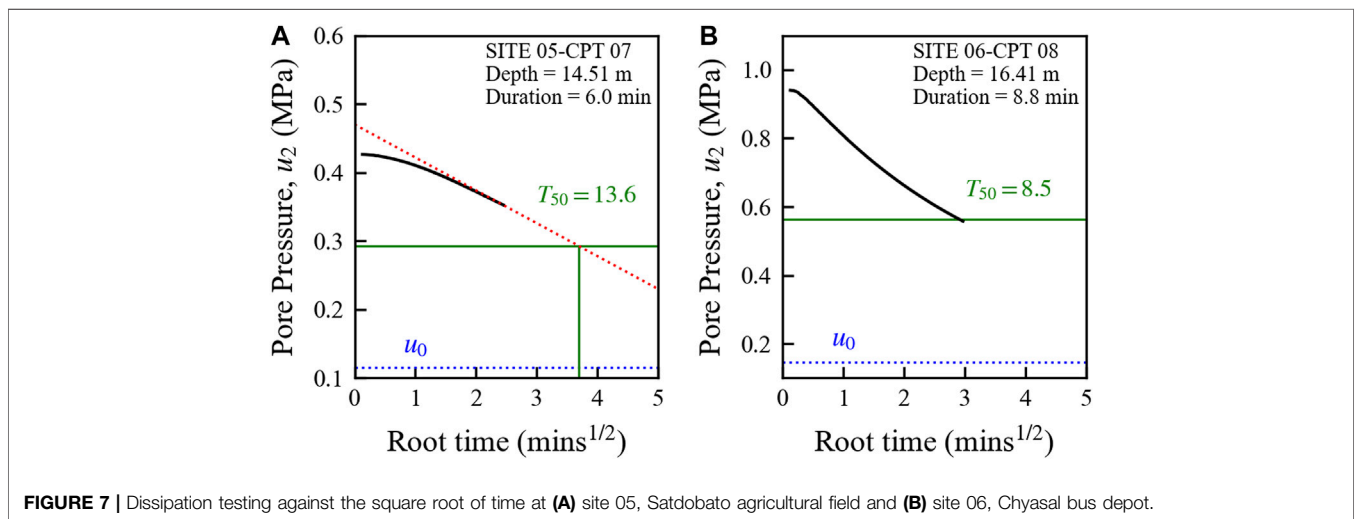 A
SITE 05-CPT 07
Depth = 14.51 m
Duration = 6.0 min
Pore Pressure, u₂ (MPa)
0.6
0.5
0.4
0.3
0.2
0.1
T₅₀ = 13.6
u₀
0 1 2 3 4 5
Root time (mins¹/²)
B
SITE 06-CPT 08
Depth = 16.41 m
Duration = 8.8 min
Pore Pressure, u₂ (MPa)
1.0
0.8
0.6
0.4
0.2
T₅₀ = 8.5
u₀
0 1 2 3 4 5
Root time (mins¹/²)
FIGURE 7 | Dissipation testing against the square root of time at (A) site 05, Satdobato agricultural field and (B) site 06, Chyasal bus depot.